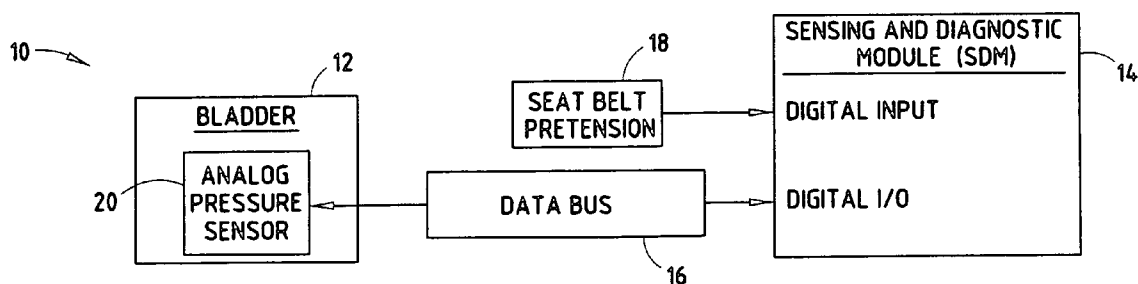 10
12
BLADDER
20
ANALOG
PRESSURE
SENSOR
18
SEAT BELT
PRETENSION
DATA BUS
16
SENSING AND DIAGNOSTIC
MODULE (SDM)
14
DIGITAL INPUT
DIGITAL I/O